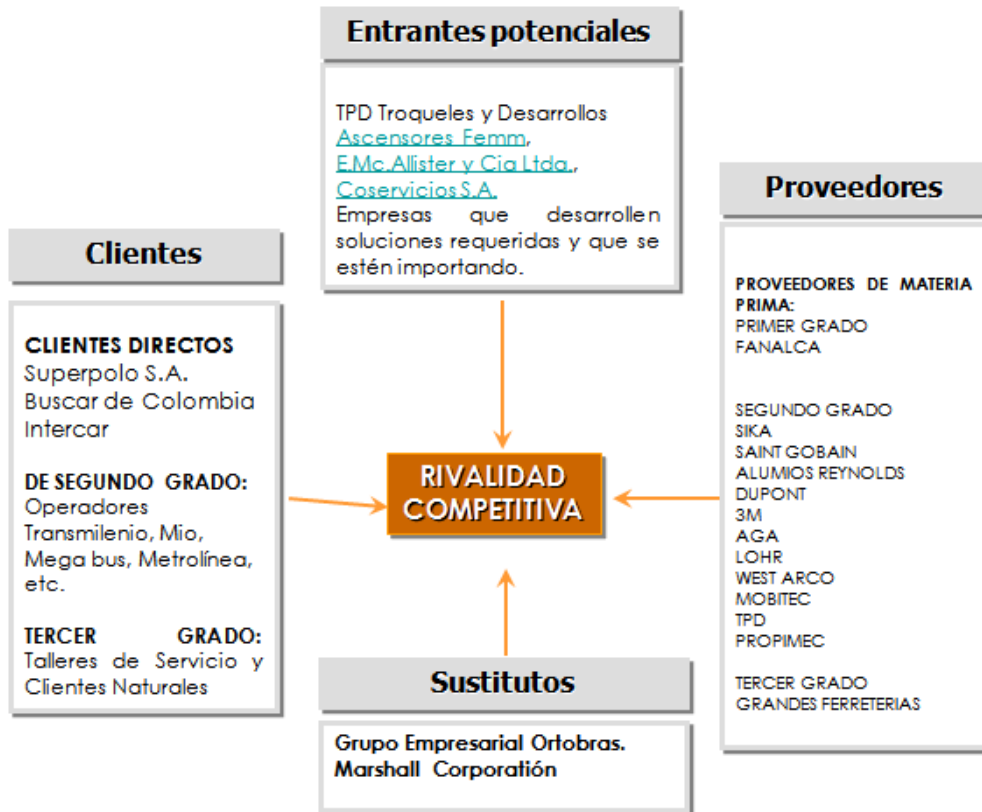 Entrantes potenciales
TPD Troqueles y Desarrollos
Ascensores Femm,
E.Mc.Allister y Cia Ltda.,
Coservicios S.A.
Empresas que desarrollen
soluciones requeridas y que se
estén importando.
Clientes
CLIENTES DIRECTOS
Superpolo S.A.
Buscar de Colombia
Intercar
DE SEGUNDO GRADO:
Operadores
Transmilenio, Mio,
Mega bus, Metrolínea,
etc.
TERCER GRADO:
Talleres de Servicio y
Clientes Naturales
RIVALIDAD
COMPETITIVA
Proveedores
PROVEEDORES DE MATERIA
PRIMA:
PRIMER GRADO
FANALCA
SEGUNDO GRADO
SIKA
SAINT GOBAIN
ALUMIOS REYNOLDS
DUPONT
3M
AGA
LOHR
WEST ARCO
MOBITEC
TPD
PROPIMEC
TERCER GRADO
GRANDES FERRETERIAS
Sustitutos
Grupo Empresarial Ortobras.
Marshall Corporatión